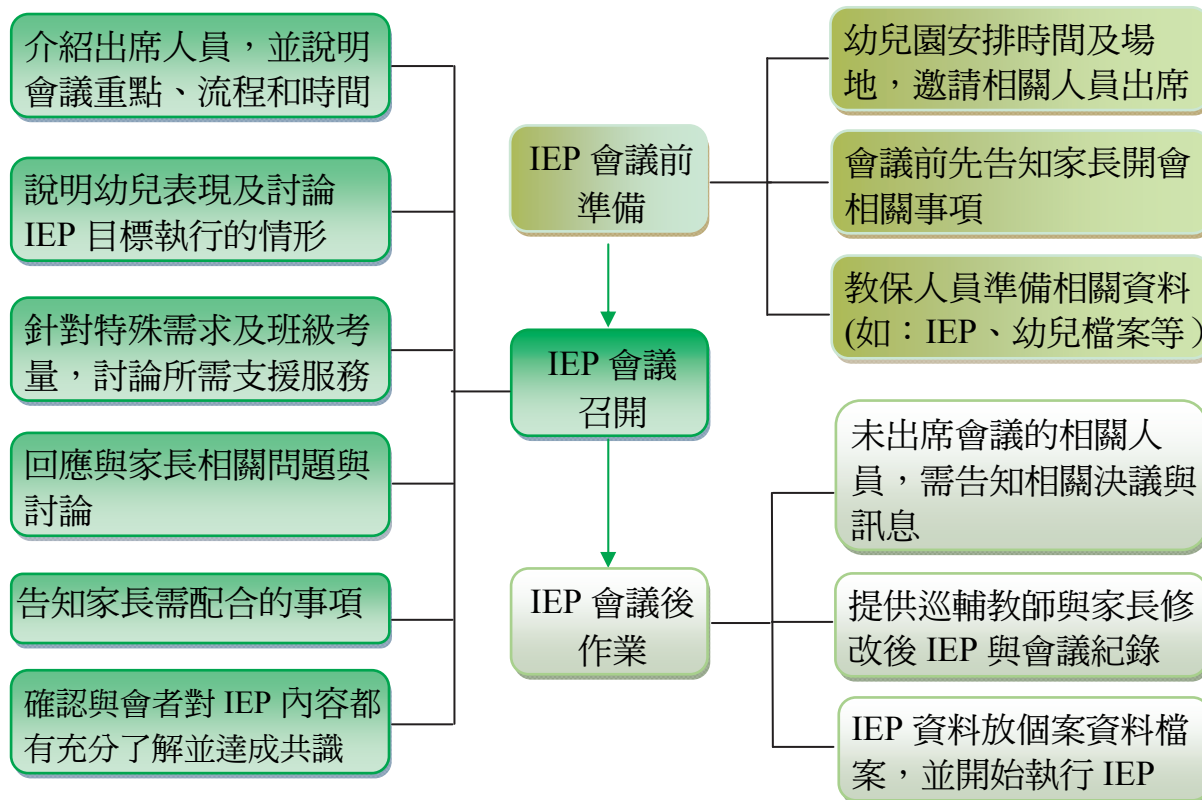 IEP 會議前
準備
幼兒園安排時間及場
地，邀請相關人員出席
會議前先告知家長開會
相關事項
教保人員準備相關資料
(如：IEP、幼兒檔案等）
IEP 會議
召開
介紹出席人員，並說明
會議重點、流程和時間
說明幼兒表現及討論
IEP 目標執行的情形
針對特殊需求及班級考
量，討論所需支援服務
回應與家長相關問題與
討論
告知家長需配合的事項
確認與會者對 IEP 內容都
有充分了解並達成共識
IEP 會議後
作業
未出席會議的相關人
員，需告知相關決議與
訊息
提供巡輔教師與家長修
改後 IEP 與會議紀錄
IEP 資料放個案資料檔
案，並開始執行 IEP